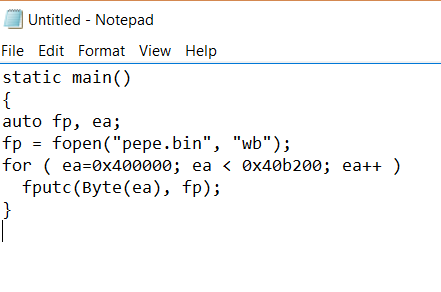 Untitled - Notepad
File Edit Format View Help
static main()
{
auto fp, ea;
fp = fopen("pepe.bin", "wb");
for ( ea=0x400000; ea < 0x40b200; ea++ )
  fputc(Byte(ea), fp);
}